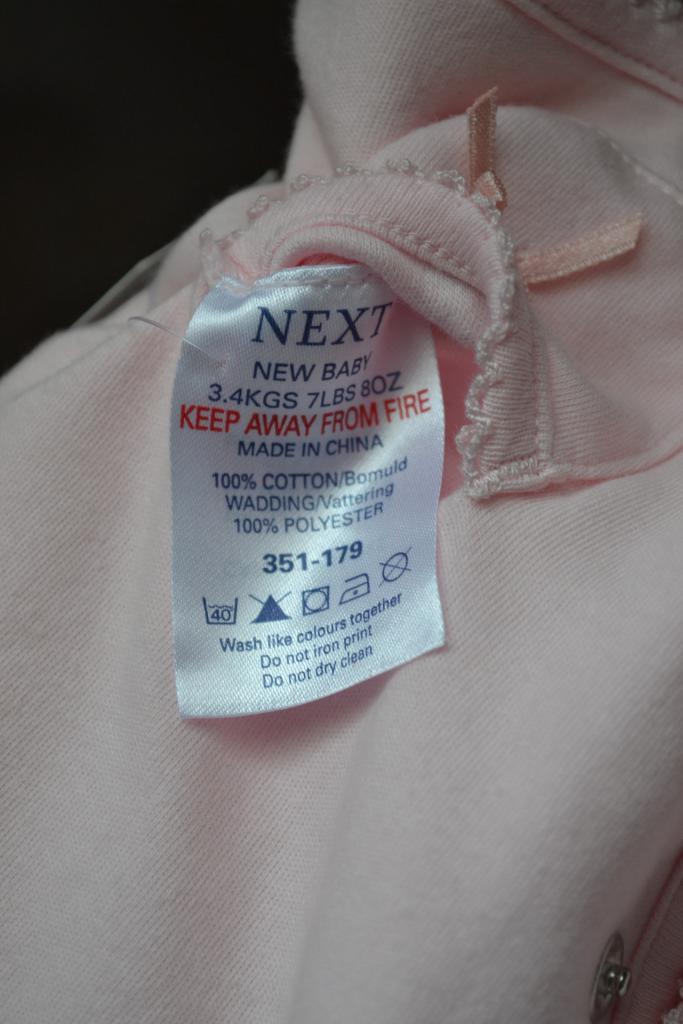 NEXT
NEW BABY
3.4KGS 7LBS 8OZ
KEEP AWAY FROM FIRE
MADE IN CHINA
100% COTTON/Bomuld
WADDING/Vattering
100% POLYESTER
351-179
40
Wash like colours together
Do not iron print
Do not dry clean